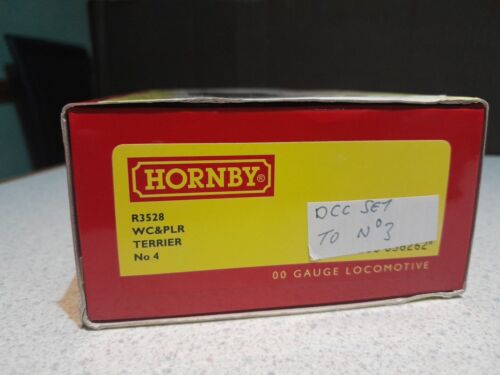 HORNBY®
R3528
WC&PLR
TERRIER
No 4
DCC SET
TO Nº3
00 GAUGE LOCOMOTIVE